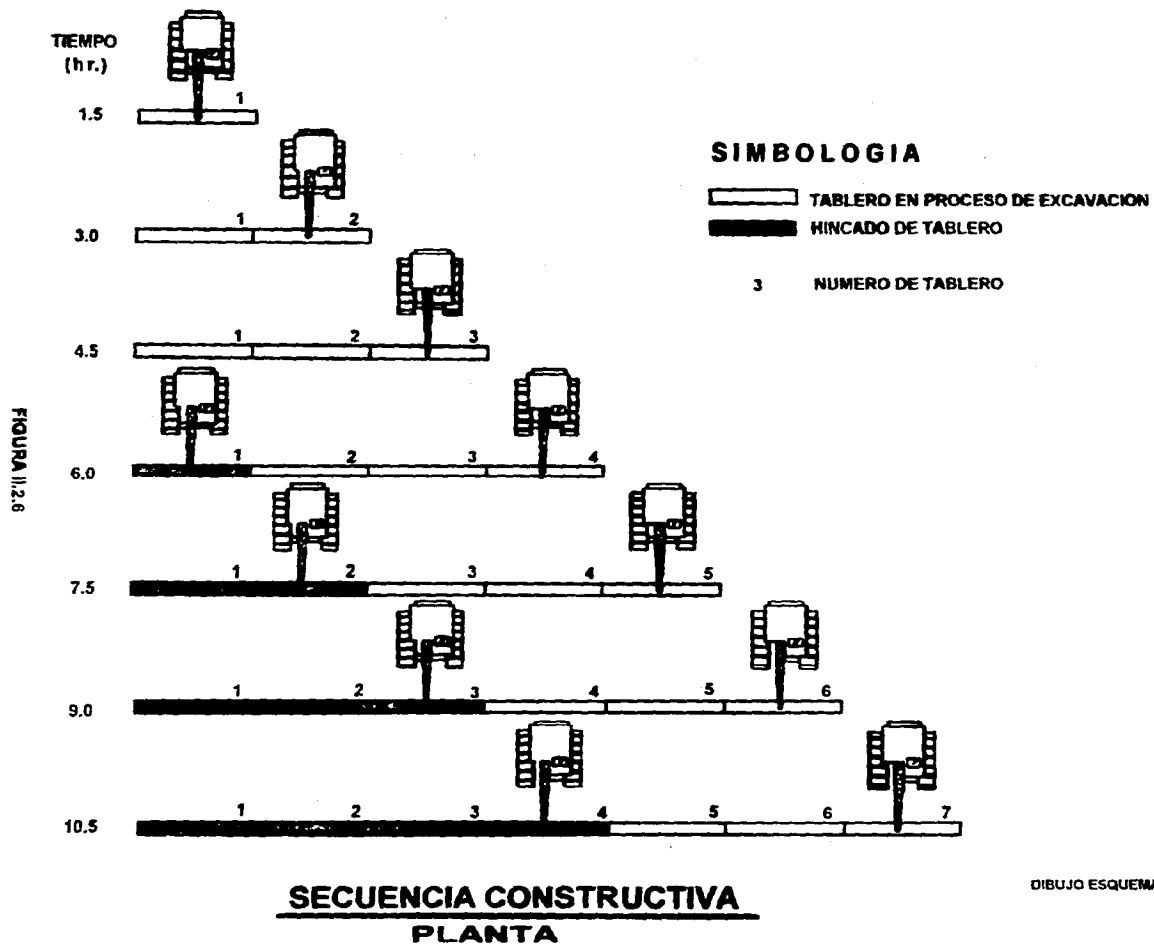 TIEMPO
(hr.)
1
1.5
SIMBOLOGIA
TABLERO EN PROCESO DE EXCAVACION
HINCADO DE TABLERO
3 NUMERO DE TABLERO
1 2
3.0
1 2 3
4.5
1 2 3 4
6.0
1 2 3 4 5
7.5
1 2 3 4 5 6
9.0
1 2 3 4 5 6 7
10.5
FIGURA II.2.6
SECUENCIA CONSTRUCTIVA
PLANTA
DIBUJO ESQUEMA